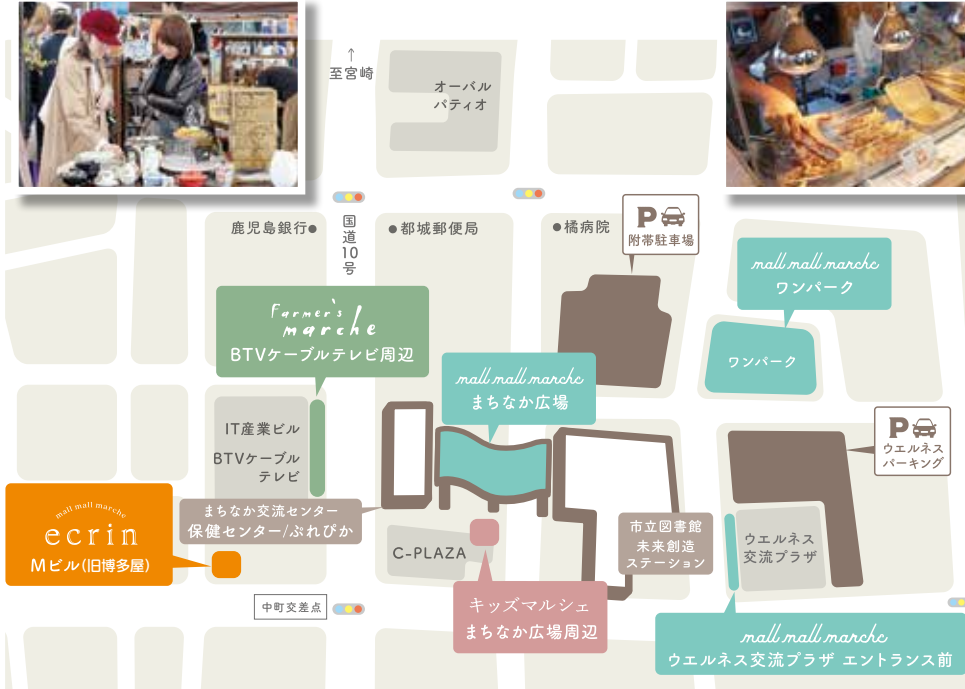 ↑
至宮崎
オーバル
パティオ
鹿児島銀行●
国道10号
●都城郵便局
●橘病院
P
附帯駐車場
mall mall marche
ワンパーク
Farmer's
marche
BTVケーブルテレビ周辺
mall mall marche
まちなか広場
ワンパーク
IT産業ビル
BTVケーブル
テレビ
P
ウエルネス
パーキング
mall mall marche
ecrin
Mビル(旧博多屋)
まちなか交流センター
保健センター/ぷれぴか
C-PLAZA
市立図書館
未来創造
ステーション
ウエルネス
交流プラザ
中町交差点
キッズマルシェ
まちなか広場周辺
mall mall marche
ウエルネス交流プラザ エントランス前